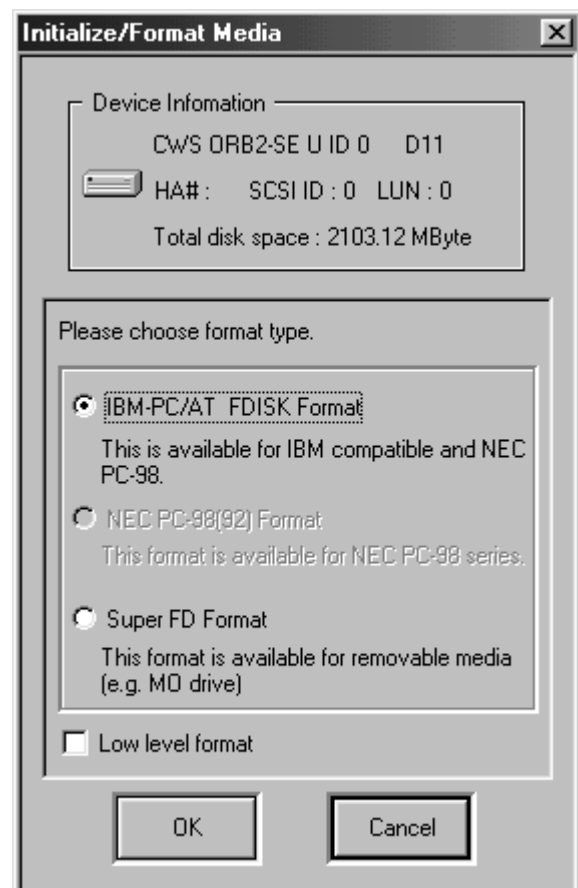 Initialize/Format Media
Device Infomation
CWS ORB2-SE U ID 0 D11
HA# : SCSI ID : 0 LUN : 0
Total disk space : 2103.12 MByte
Please choose format type.
IBM-PC/AT FDISK Format
This is available for IBM compatible and NEC
PC-98.
NEC PC-98(92) Format
This format is available for NEC PC-98 series.
Super FD Format
This format is available for removable media
(e.g. MO drive)
Low level format
OK Cancel